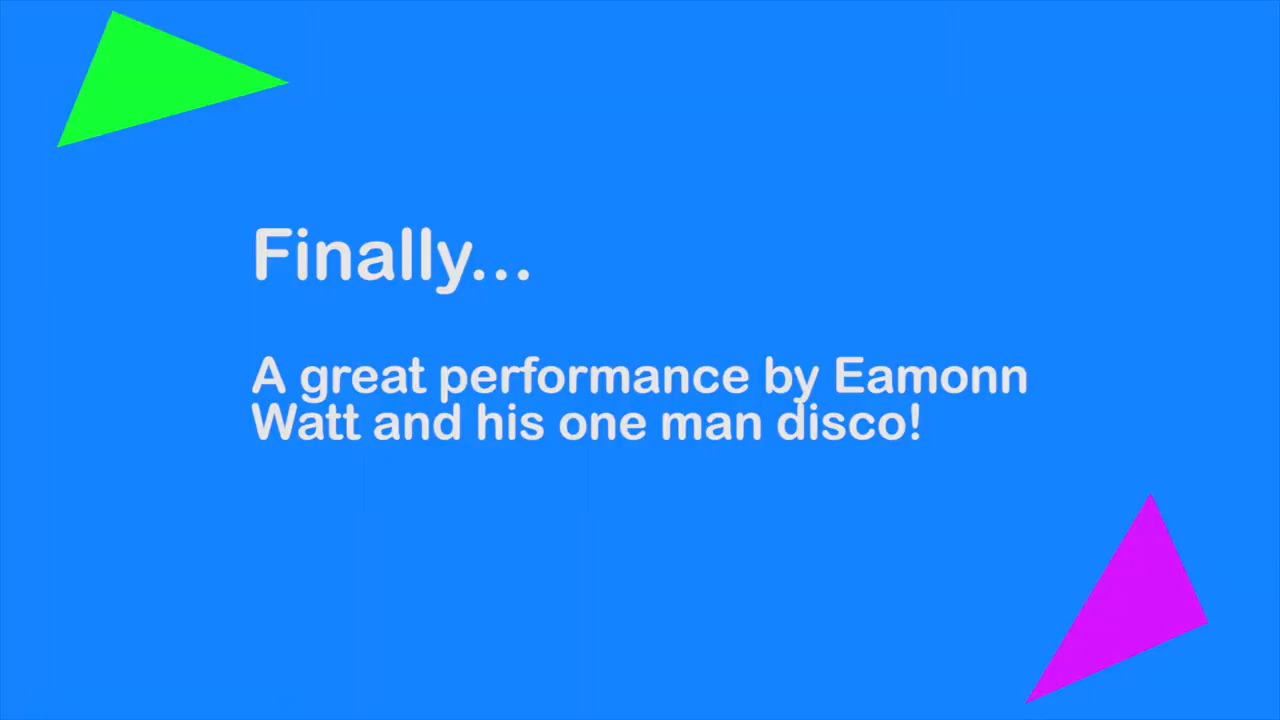 Finally...
A great performance by Eamonn
Watt and his one man disco!